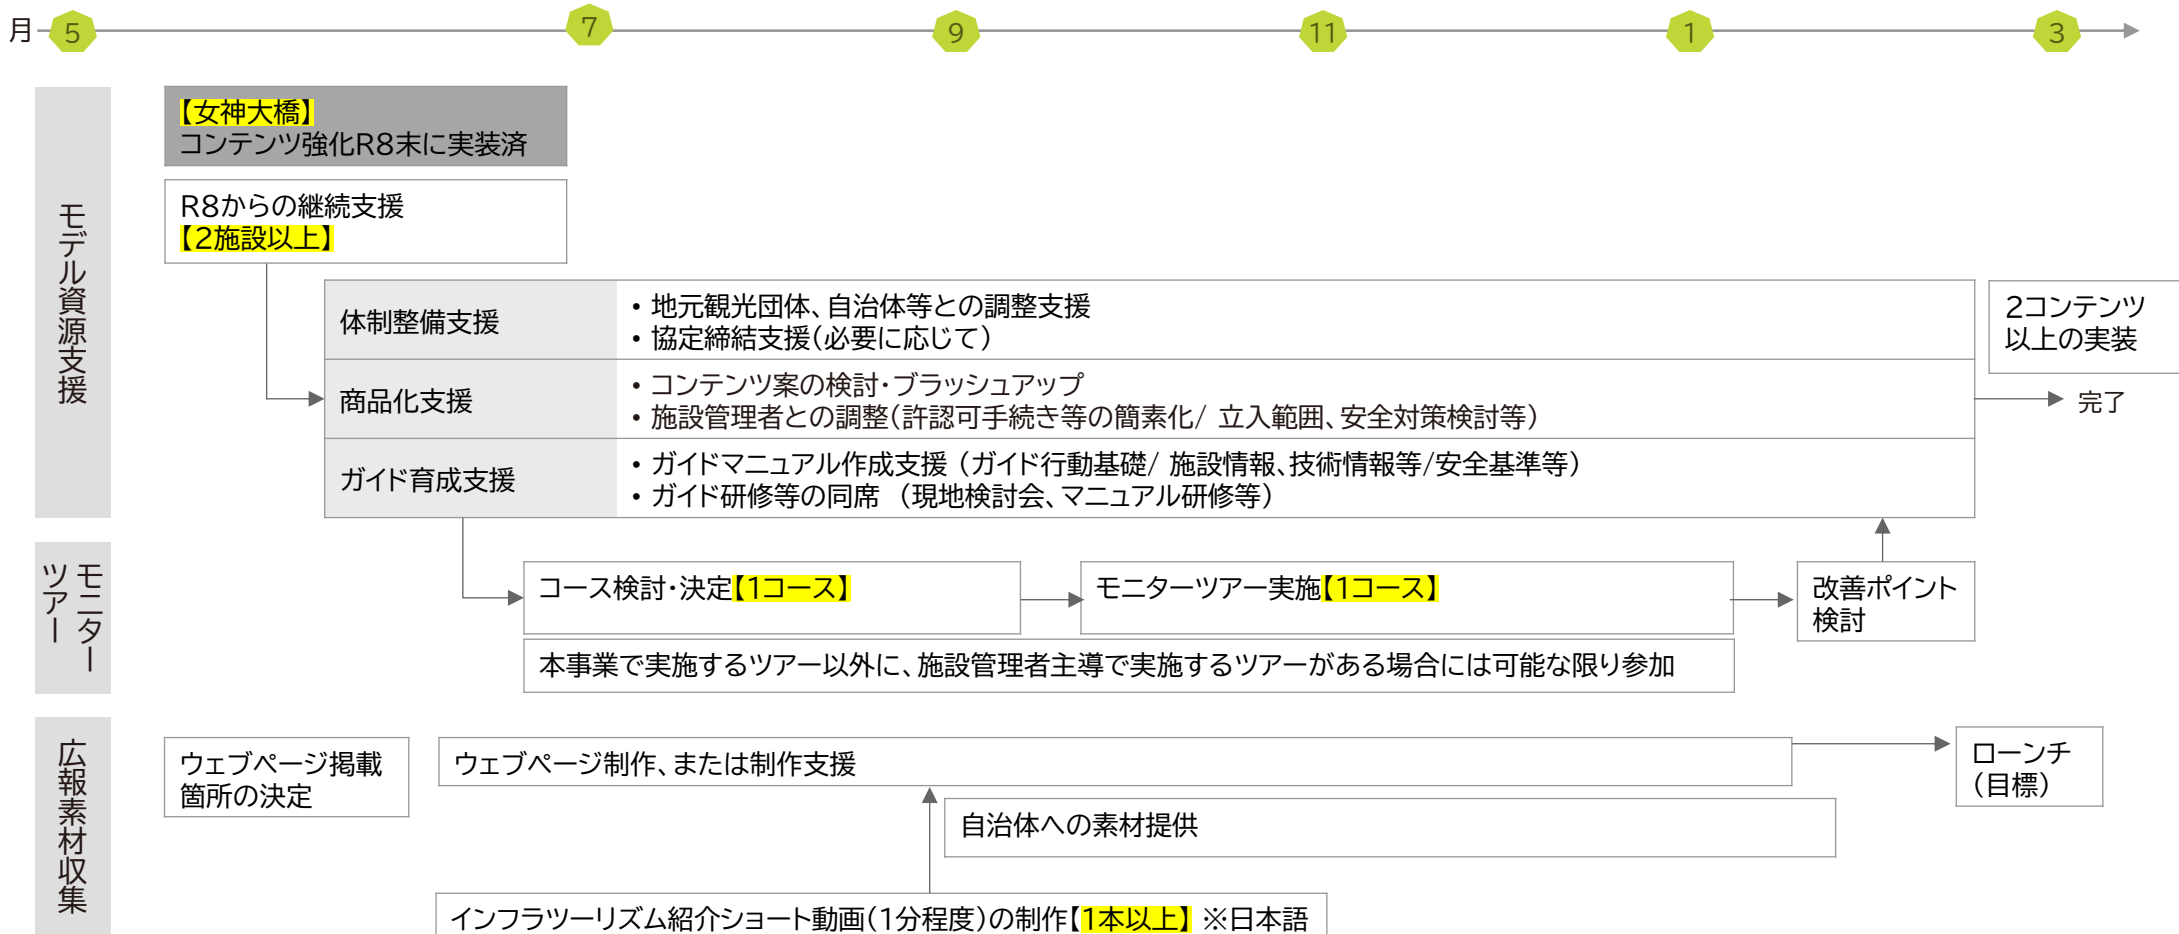 月 5 7 9 11 1 3
モデル資源支援
【女神大橋】
コンテンツ強化R8末に実装済
R8からの継続支援
【2施設以上】
体制整備支援
・地元観光団体、自治体等との調整支援
・協定締結支援(必要に応じて)
商品化支援
・コンテンツ案の検討・ブラッシュアップ
・施設管理者との調整(許認可手続き等の簡素化/ 立入範囲、安全対策検討等)
ガイド育成支援
・ガイドマニュアル作成支援 (ガイド行動基礎/ 施設情報、技術情報等/安全基準等)
・ガイド研修等の同席 (現地検討会、マニュアル研修等)
2コンテンツ
以上の実装
完了
モニター
ツアー
コース検討・決定【1コース】
モニターツアー実施【1コース】
改善ポイント
検討
本事業で実施するツアー以外に、施設管理者主導で実施するツアーがある場合には可能な限り参加
広報素材収集
ウェブページ掲載
箇所の決定
ウェブページ制作、または制作支援
ローンチ
(目標)
自治体への素材提供
インフラツーリズム紹介ショート動画(1分程度)の制作【1本以上】 ※日本語